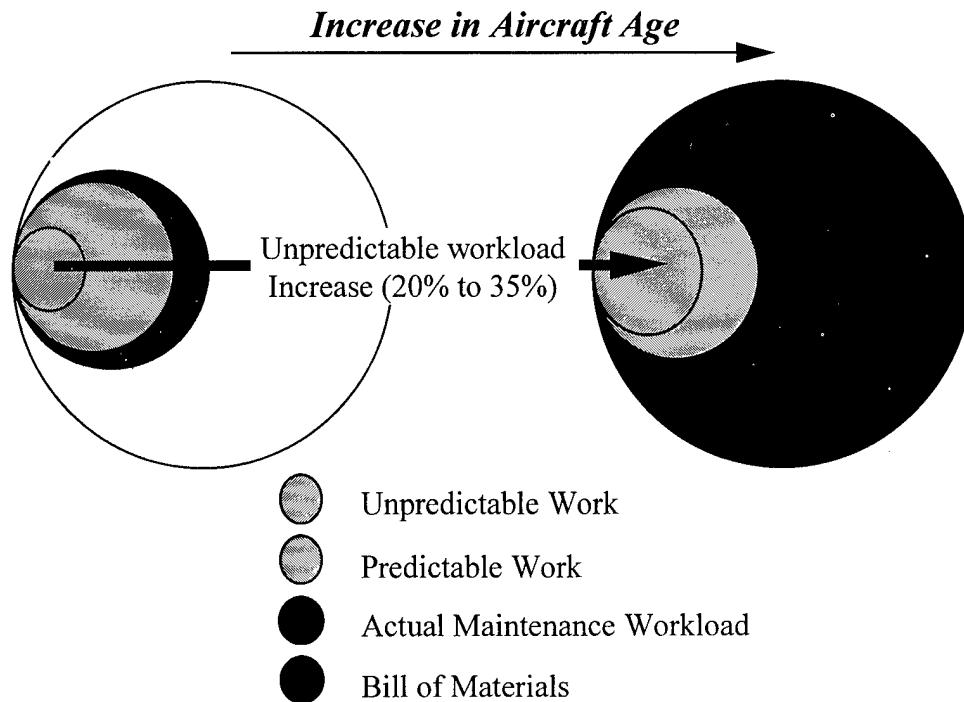 Increase in Aircraft Age
Unpredictable workload
Increase (20% to 35%)
Unpredictable Work
Predictable Work
Actual Maintenance Workload
Bill of Materials